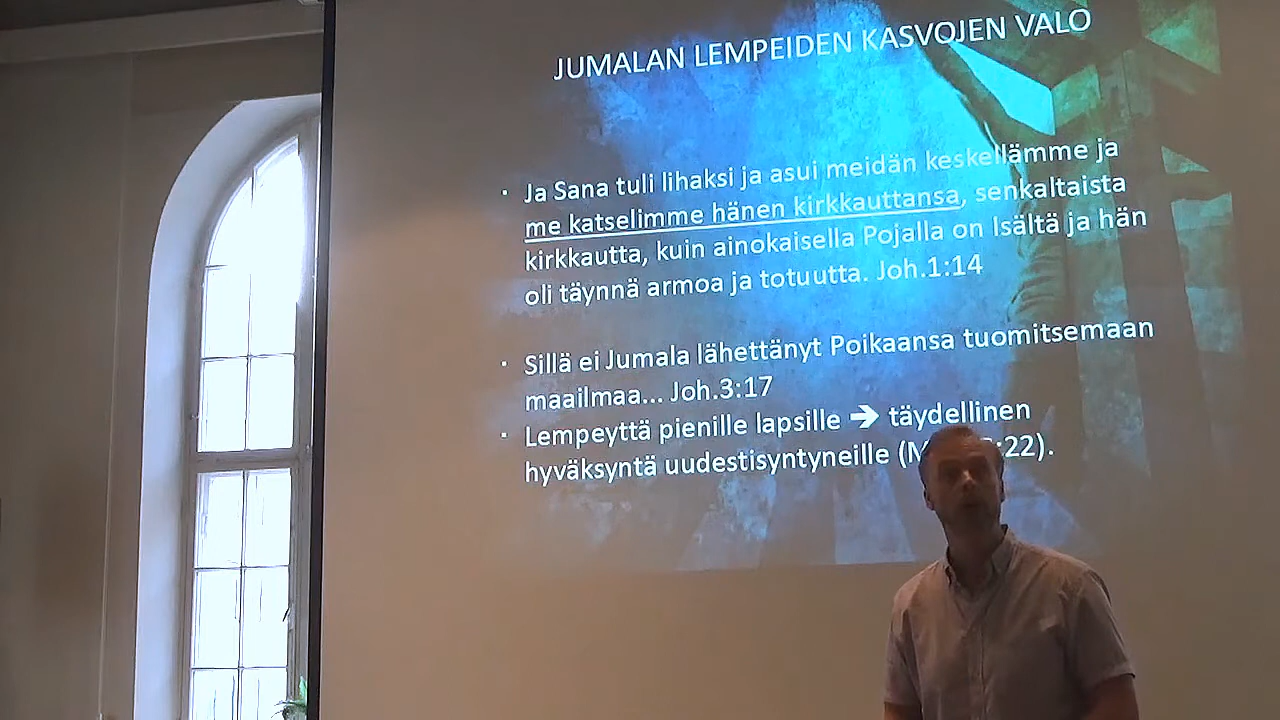 JUMALAN LEMPEIDEN KASVOJEN VALO
· Ja Sana tuli lihaksi ja asui meidän keskellämme ja
me katselimme hänen kirkkauttansa, senkaltaista
kirkkautta, kuin ainokaisella Pojalla on Isältä ja hän
oli täynnä armoa ja totuutta. Joh.1:14
· Sillä ei Jumala lähettänyt Poikaansa tuomitsemaan
maailmaa... Joh.3:17
· Lempeyttä pienille lapsille ➔ täydellinen
hyväksyntä uudestisyntyneille (M :22).